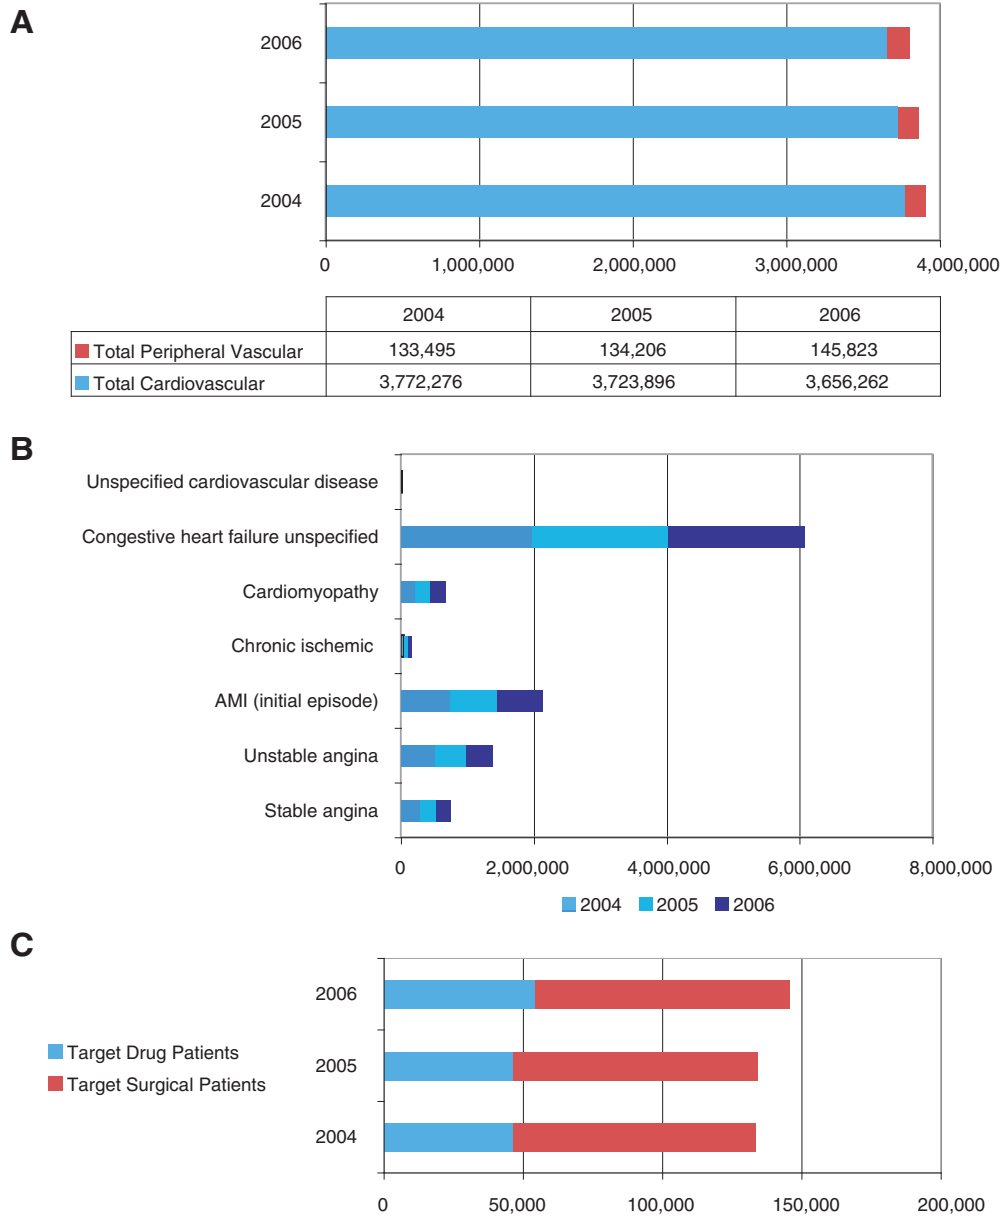 A
2006
2005
2004
0 1,000,000 2,000,000 3,000,000 4,000,000
2004 2005 2006
Total Peripheral Vascular 133,495 134,206 145,823
Total Cardiovascular 3,772,276 3,723,896 3,656,262
B
Unspecified cardiovascular disease
Congestive heart failure unspecified
Cardiomyopathy
Chronic ischemic
AMI (initial episode)
Unstable angina
Stable angina
0 2,000,000 4,000,000 6,000,000 8,000,000
2004 2005 2006
C
2006
Target Drug Patients
2005
Target Surgical Patients
2004
0 50,000 100,000 150,000 200,000